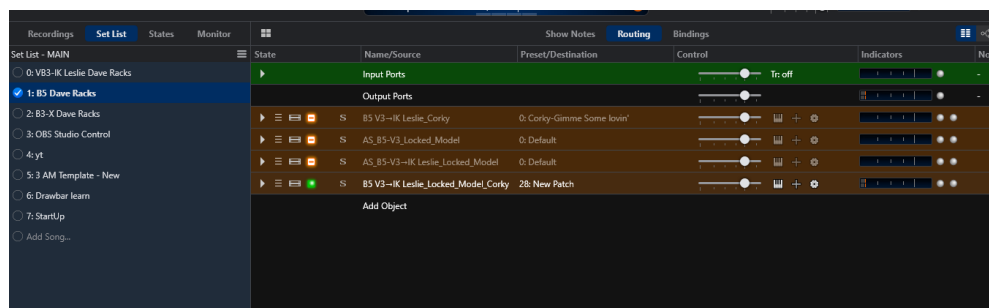 Recordings Set List States Monitor Show Notes Routing Bindings
Set List - MAIN State Name/Source Preset/Destination Control Indicators No
0: VB3-IK Leslie Dave Racks Input Ports Tr: off -
1: B5 Dave Racks Output Ports -
2: B3-X Dave Racks S B5 V3→IK Leslie_Corky 0: Corky-Gimme Some lovin'
3: OBS Studio Control S AS_B5-V3_Locked_Model 0: Default
4: yt S AS_B5-V3→IK Leslie_Locked_Model 0: Default
5: 3 AM Template - New S B5 V3→IK Leslie_Locked_Model_Corky 28: New Patch
6: Drawbar learn Add Object
7: StartUp
Add Song...